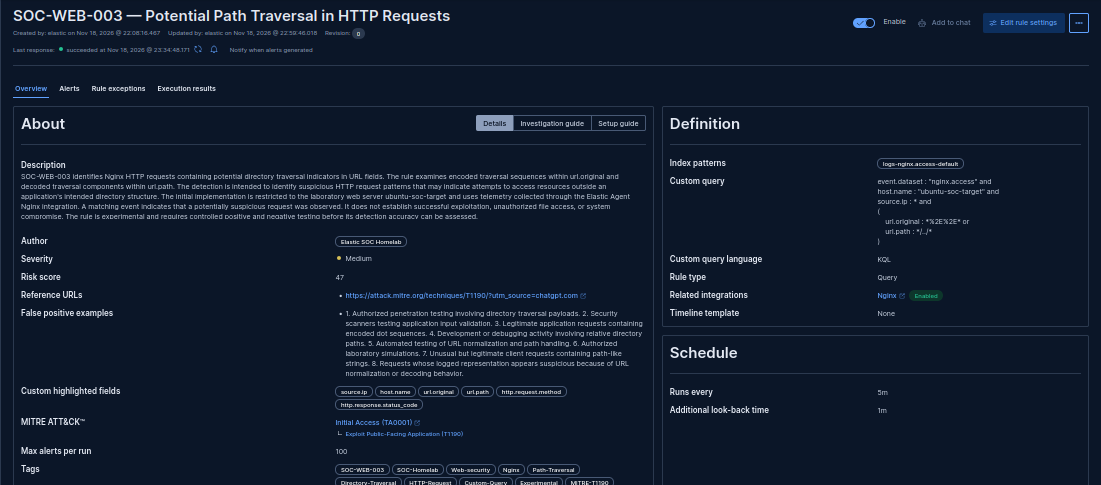 SOC-WEB-003 — Potential Path Traversal in HTTP Requests
Created by: elastic on Nov 18, 2026 @ 22:08:16.467 Updated by: elastic on Nov 18, 2026 @ 22:59:46.018 Revision: 0
Last response: succeeded at Nov 18, 2026 @ 23:34:48.171 Notify when alerts generated
Enable
Add to chat
Edit rule settings
Overview Alerts Rule exceptions Execution results
About
Details Investigation guide Setup guide
Description
SOC-WEB-003 identifies Nginx HTTP requests containing potential directory traversal indicators in URL fields. The rule examines encoded traversal sequences within url.original and
decoded traversal components within url.path. The detection is intended to identify suspicious HTTP request patterns that may indicate attempts to access resources outside an
application's intended directory structure. The initial implementation is restricted to the laboratory web server ubuntu-soc-target and uses telemetry collected through the Elastic Agent
Nginx integration. A matching event indicates that a potentially suspicious request was observed. It does not establish successful exploitation, unauthorized file access, or system
compromise. The rule is experimental and requires controlled positive and negative testing before its detection accuracy can be assessed.
Author
Elastic SOC Homelab
Severity
Medium
Risk score
47
Reference URLs
• https://attack.mitre.org/techniques/T1190/?utm_source=chatgpt.com
False positive examples
• 1. Authorized penetration testing involving directory traversal payloads. 2. Security
scanners testing application input validation. 3. Legitimate application requests containing
encoded dot sequences. 4. Development or debugging activity involving relative directory
paths. 5. Automated testing of URL normalization and path handling. 6. Authorized
laboratory simulations. 7. Unusual but legitimate client requests containing path-like
strings. 8. Requests whose logged representation appears suspicious because of URL
normalization or decoding behavior.
Custom highlighted fields
source.ip host.name url.original url.path http.request.method
http.response.status_code
MITRE ATT&CK™
Initial Access (TA0001)
Exploit Public-Facing Application (T1190)
Max alerts per run
100
Tags
SOC-WEB-003 SOC-Homelab Web-security Nginx Path-Traversal
Directory-Traversal HTTP-Request Custom-Query Experimental MITRE-T1190
Definition
Index patterns
logs-nginx.access-default
Custom query
event.dataset : "nginx.access" and
host.name : "ubuntu-soc-target" and
source.ip : * and
(
url.original : *%2E%2E* or
url.path : */../*
)
Custom query language
KQL
Rule type
Query
Related integrations
Nginx Enabled
Timeline template
None
Schedule
Runs every
5m
Additional look-back time
1m